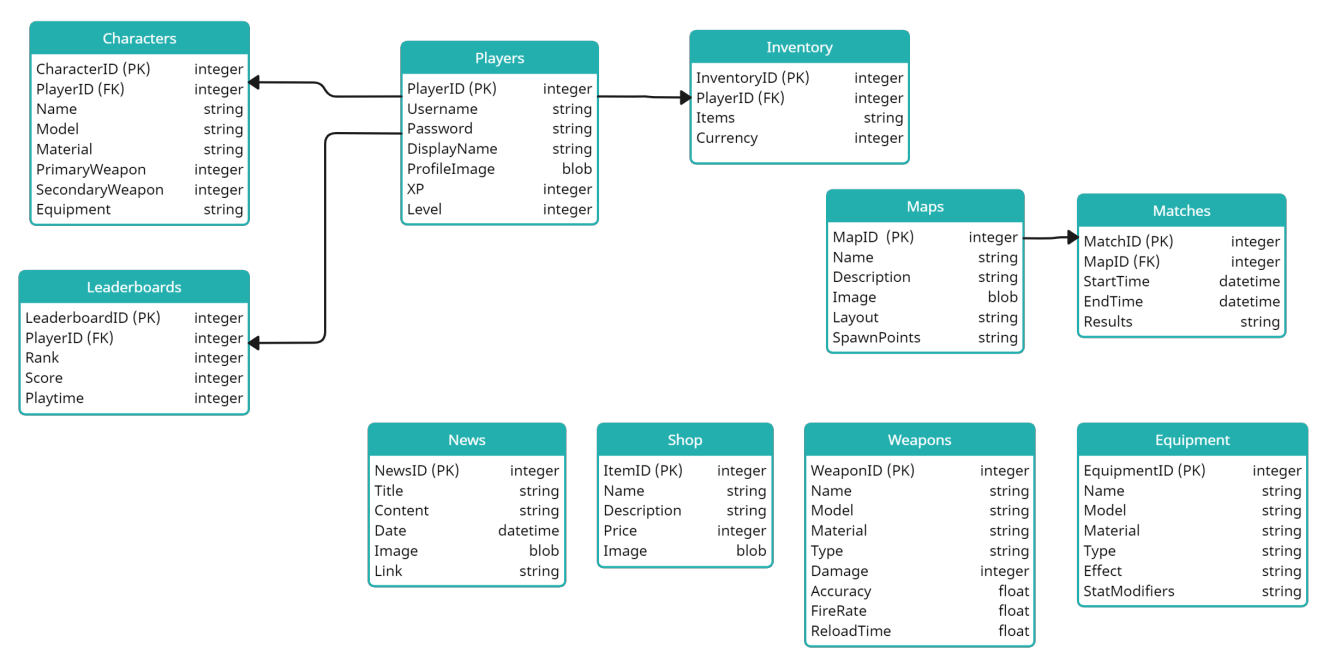 Characters
CharacterID (PK) integer
PlayerID (FK) integer
Name string
Model string
Material string
PrimaryWeapon integer
SecondaryWeapon integer
Equipment string
Players
PlayerID (PK) integer
Username string
Password string
DisplayName string
ProfileImage blob
XP integer
Level integer
Inventory
InventoryID (PK) integer
PlayerID (FK) integer
Items string
Currency integer
Maps
MapID (PK) integer
Name string
Description string
Image blob
Layout string
SpawnPoints string
Matches
MatchID (PK) integer
MapID (FK) integer
StartTime datetime
EndTime datetime
Results string
Leaderboards
LeaderboardID (PK) integer
PlayerID (FK) integer
Rank integer
Score integer
Playtime integer
News
NewsID (PK) integer
Title string
Content string
Date datetime
Image blob
Link string
Shop
ItemID (PK) integer
Name string
Description string
Price integer
Image blob
Weapons
WeaponID (PK) integer
Name string
Model string
Material string
Type string
Damage integer
Accuracy float
FireRate float
ReloadTime float
Equipment
EquipmentID (PK) integer
Name string
Model string
Material string
Type string
Effect string
StatModifiers string